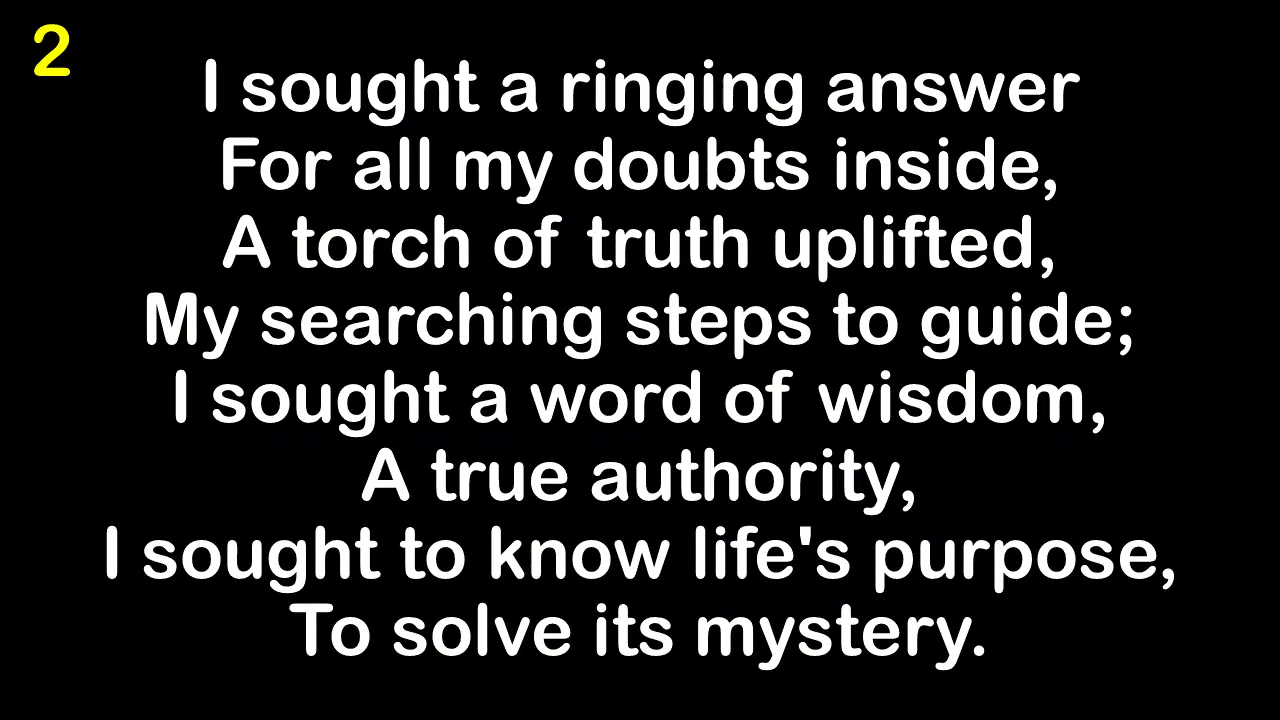 2
I sought a ringing answer
For all my doubts inside,
A torch of truth uplifted,
My searching steps to guide;
I sought a word of wisdom,
A true authority,
I sought to know life's purpose,
To solve its mystery.